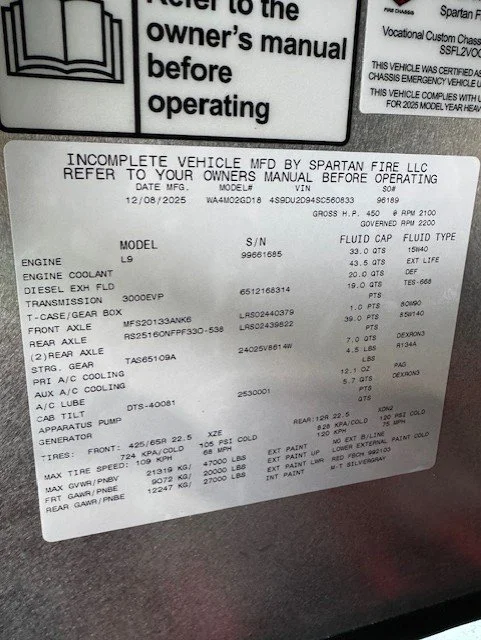 Refer to the
owner's manual
before
operating
FIRE CHASSIS
Spartan F
Vocational Custom Chass
SSFL2VOC
THIS VEHICLE WAS CERTIFIED AS
CHASSIS EMERGENCY VEHICLE U
THIS VEHICLE COMPLIES WITH U
FOR 2025 MODEL YEAR HEAV
INCOMPLETE VEHICLE MFD BY SPARTAN FIRE LLC
REFER TO YOUR OWNERS MANUAL BEFORE OPERATING
DATE MFG. MODEL# VIN SO#
12/08/2025 WA4M02GD18 4S9DU2D94SC560833 96189
GROSS H.P. 450 @ RPM 2100
GOVERNED RPM 2200
MODEL S/N FLUID CAP FLUID TYPE
ENGINE L9 99661685 33.0 QTS 15W40
ENGINE COOLANT 43.5 QTS EXT LIFE
DIESEL EXH FLD 20.0 QTS DEF
TRANSMISSION 3000EVP 6512168314 19.0 QTS TES-668
T-CASE/GEAR BOX PTS
FRONT AXLE MFS20133ANK6 LRS02440379 1.0 PTS 80W90
REAR AXLE RS25160NFPF330-538 LRS02439822 39.0 PTS 85W140
(2)REAR AXLE PTS
STRG. GEAR TAS65109A 24025V8614W 7.0 QTS DEXRON3
PRI A/C COOLING 4.5 LBS R134A
AUX A/C COOLING LBS
A/C LUBE 12.1 OZ PAG
CAB TILT DTS-40081 253001 5.7 QTS DEXRON3
APPARATUS PUMP PTS
GENERATOR QTS
TIRES: FRONT: 425/65R 22.5 XZE REAR: 12R 22.5 XDN2
724 KPA/COLD 105 PSI COLD 828 KPA/COLD 120 PSI COLD
MAX TIRE SPEED: 109 KPH 68 MPH 120 KPH 75 MPH
MAX GVWR/PNBV 21319 KG/ 47000 LBS EXT PAINT NO EXT B/LINE
FRT GAWR/PNBE 9072 KG/ 20000 LBS EXT PAINT UP LOWER EXTERNAL PAINT COLD
REAR GAWR/PNBE 12247 KG/ 27000 LBS EXT PAINT LWR RED FBCH 992103
INT PAINT M-T SILVERGRAY